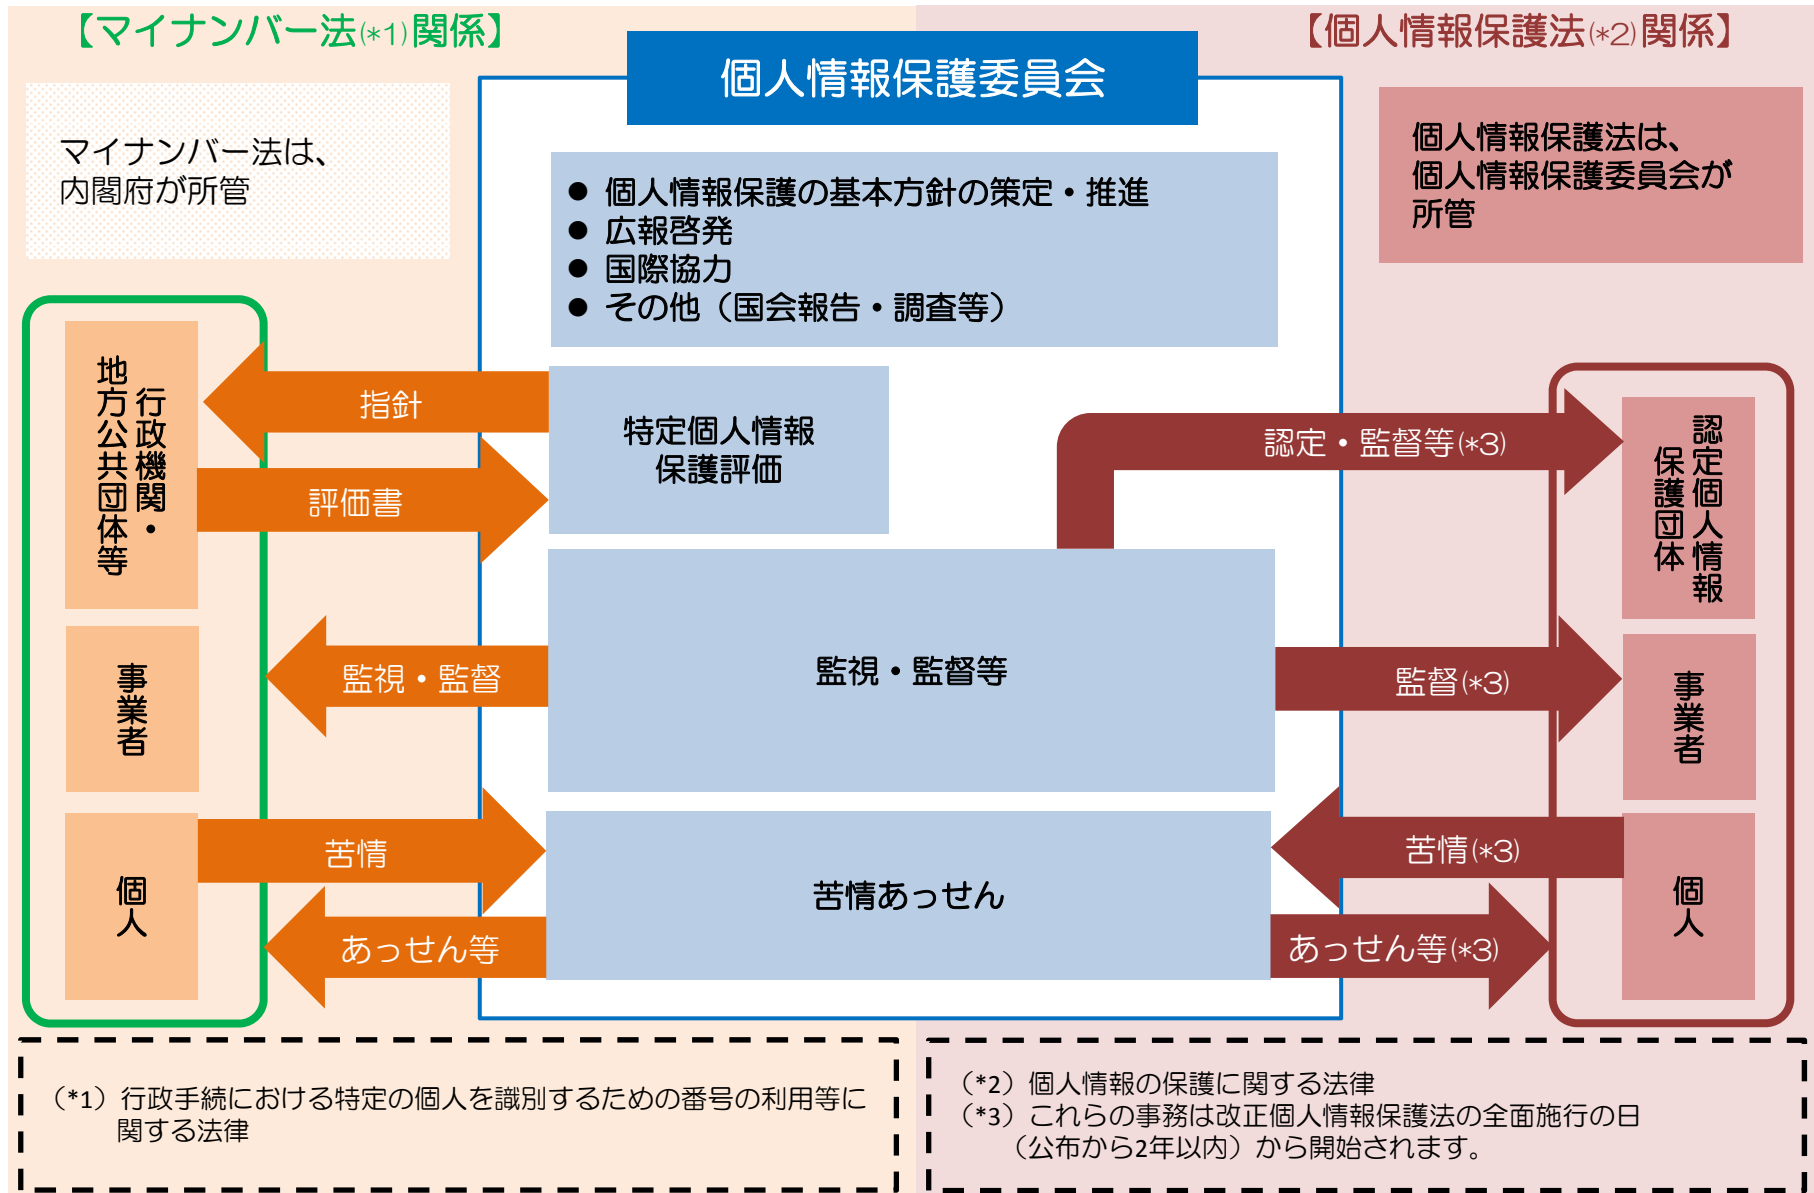 【マイナンバー法(*1)関係】
【個人情報保護法(*2)関係】
個人情報保護委員会
マイナンバー法は、
内閣府が所管
個人情報保護法は、
個人情報保護委員会が
所管
● 個人情報保護の基本方針の策定・推進
● 広報啓発
● 国際協力
● その他（国会報告・調査等）
行政機関・
地方公共団体等
指針
評価書
特定個人情報
保護評価
認定・監督等(*3)
認定個人情報
保護団体
事業者
監視・監督
監視・監督等
監督(*3)
事業者
個人
苦情
あっせん等
苦情あっせん
苦情(*3)
あっせん等(*3)
個人
（*1）行政手続における特定の個人を識別するための番号の利用等に
関する法律
（*2）個人情報の保護に関する法律
（*3）これらの事務は改正個人情報保護法の全面施行の日
（公布から2年以内）から開始されます。